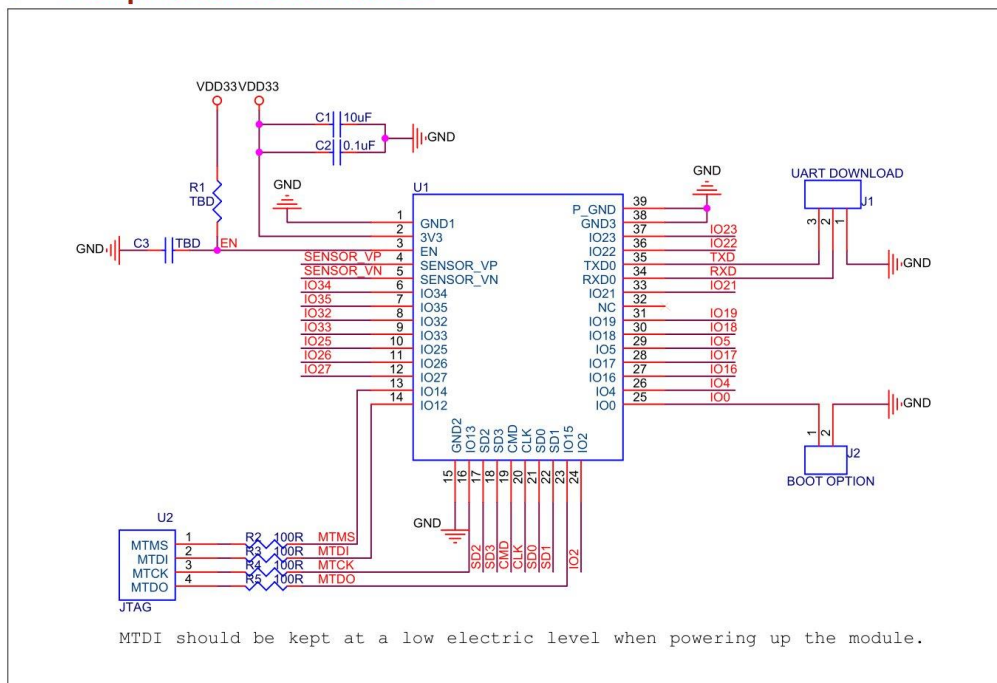 VDD33 VDD33
C1 10uF
C2 0.1uF
GND
R1
TBD
GND
C3 TBD
EN
GND
U1
1 GND1
2 3V3
3 EN
SENSOR_VP 4 SENSOR_VP
SENSOR_VN 5 SENSOR_VN
IO34 6 IO34
IO35 7 IO35
IO32 8 IO32
IO33 9 IO33
IO25 10 IO25
IO26 11 IO26
IO27 12 IO27
13 IO14
14 IO12
GND
P_GND 39
GND3 38
IO23 37 IO23
IO22 36 IO22
TXD0 35 TXD
RXD0 34 RXD
IO21 33 IO21
NC 32
IO19 31 IO19
IO18 30 IO18
IO5 29 IO5
IO17 28 IO17
IO16 27 IO16
IO4 26 IO4
IO0 25 IO0
UART DOWNLOAD
J1
3 2 1
GND
GND
1 2
J2
BOOT OPTION
GND2 IO13 SD2 SD3 CMD CLK SD0 SD1 IO15 IO2
15 16 17 18 19 20 21 22 23 24
GND
SD2 SD3 CMD CLK SD0 SD1 IO2
U2
MTMS 1 R2 100R MTMS
MTDI 2 R3 100R MTDI
MTCK 3 R4 100R MTCK
MTDO 4 R5 100R MTDO
JTAG
MTDI should be kept at a low electric level when powering up the module.